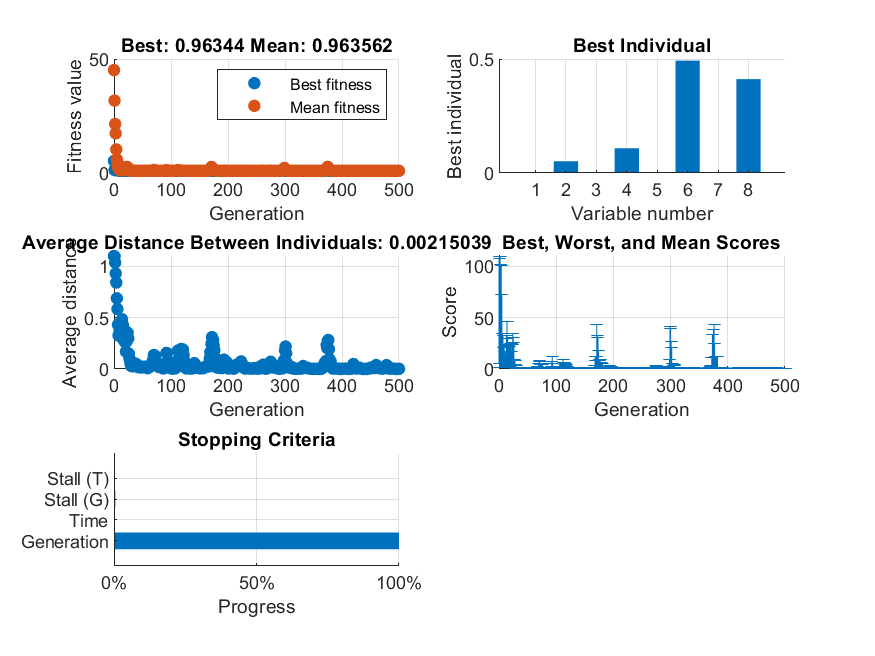 Best: 0.96344 Mean: 0.963562
Fitness value
50
0
Best fitness
Mean fitness
0 100 200 300 400 500
Generation
Best Individual
Best individual
0.5
0
1 2 3 4 5 6 7 8
Variable number
Average Distance Between Individuals: 0.00215039
Average distance
1
0.5
0
0 100 200 300 400 500
Generation
Best, Worst, and Mean Scores
Score
100
50
0
0 100 200 300 400 500
Generation
Stopping Criteria
Stall (T)
Stall (G)
Time
Generation
0% 50% 100%
Progress